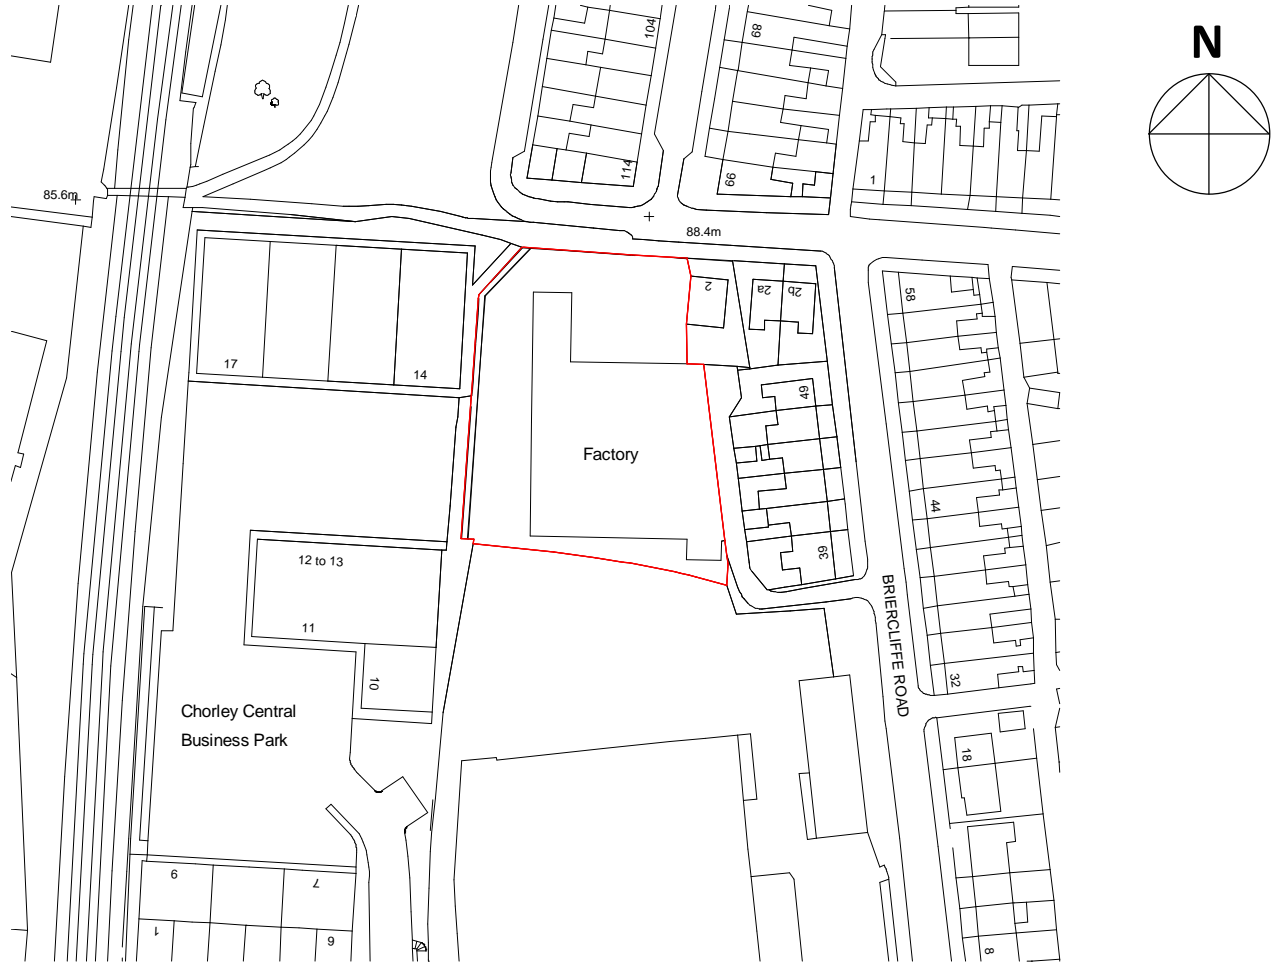 N
104
68
114
66
1
85.6m
88.4m
2
2a
2b
58
17
14
49
Factory
44
12 to 13
39
11
BRIERCLIFFE ROAD
10
32
Chorley Central
Business Park
18
9
7
1
6
8